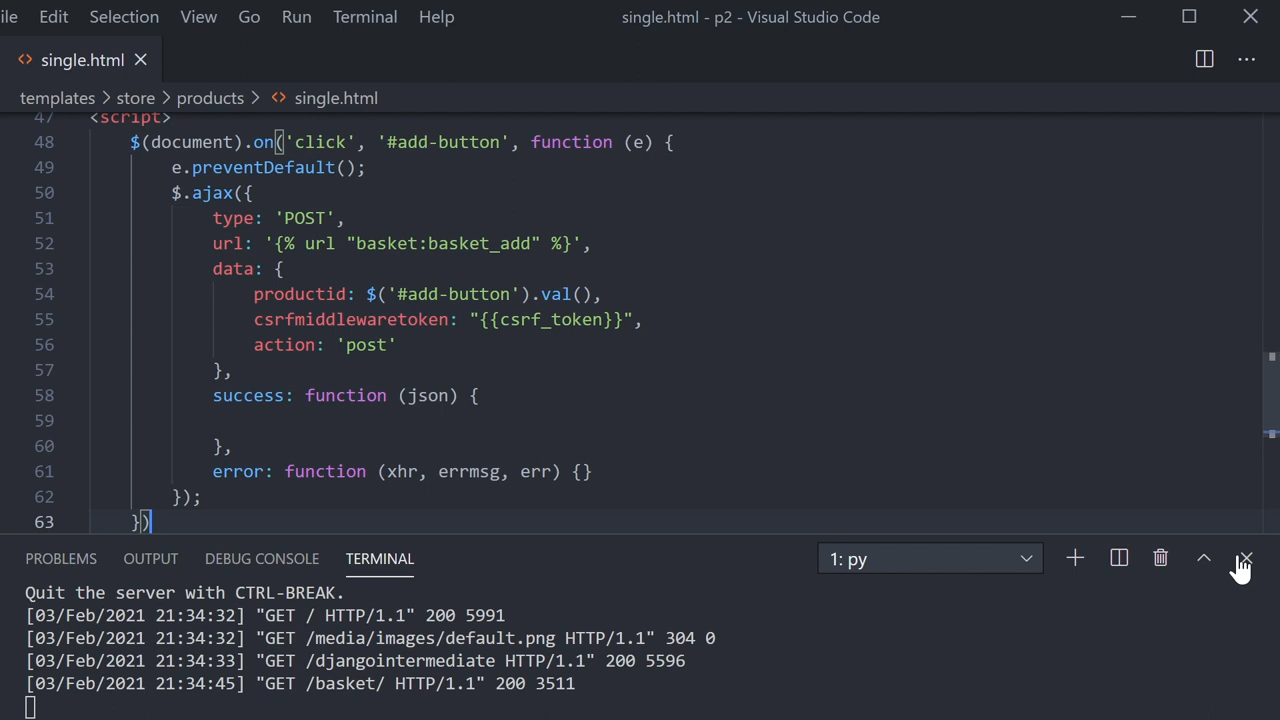 ile Edit Selection View Go Run Terminal Help single.html - p2 - Visual Studio Code
<> single.html
templates > store > products > <> single.html
47 <script>
48 $(document).on('click', '#add-button', function (e) {
49 e.preventDefault();
50 $.ajax({
51 type: 'POST',
52 url: '{% url "basket:basket_add" %}',
53 data: {
54 productid: $('#add-button').val(),
55 csrfmiddlewaretoken: "{{csrf_token}}",
56 action: 'post'
57 },
58 success: function (json) {
59
60 },
61 error: function (xhr, errmsg, err) {}
62 });
63 })
PROBLEMS OUTPUT DEBUG CONSOLE TERMINAL 1: py
Quit the server with CTRL-BREAK.
[03/Feb/2021 21:34:32] "GET / HTTP/1.1" 200 5991
[03/Feb/2021 21:34:32] "GET /media/images/default.png HTTP/1.1" 304 0
[03/Feb/2021 21:34:33] "GET /djangointermediate HTTP/1.1" 200 5596
[03/Feb/2021 21:34:45] "GET /basket/ HTTP/1.1" 200 3511